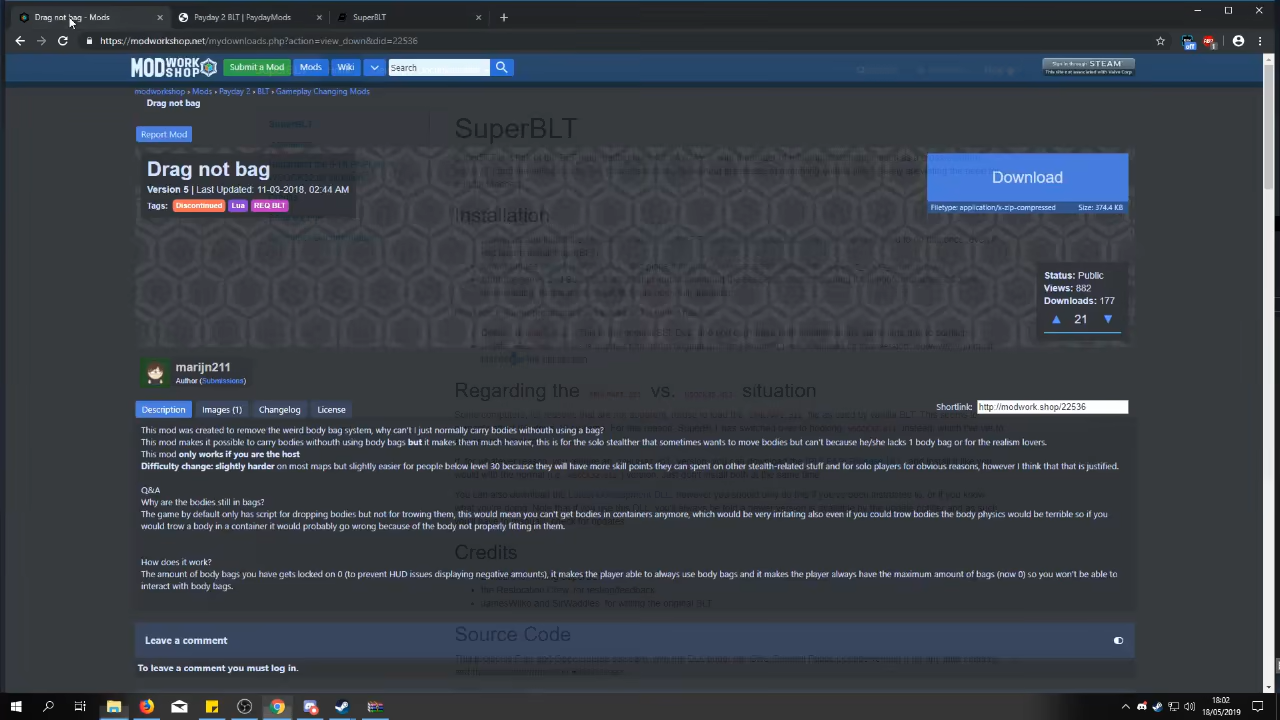 Drag not bag - Mods
Payday 2 BLT | PaydayMods
SuperBLT
https://modworkshop.net/mydownloads.php?action=view_down&did=22536
MODWORK SHOP
Submit a Mod
Mods
Wiki
Search
Sign in through STEAM
This site not associated with Valve Corp
modworkshop › Mods › Payday 2 › BLT › Gameplay Changing Mods
Drag not bag
Report Mod
SuperBLT
SuperBLT
Drag not bag
Version 5 | Last Updated: 11-03-2018, 02:44 AM
Tags: Discontinued Lua REQ BLT
Download
Filetype: application/x-zip-compressed Size: 374.4 KB
Installation
Status: Public
Views: 882
Downloads: 177
21
marijn211
Author (Submissions)
Regarding the vs. situation
Description
Images (1)
Changelog
License
Shortlink: http://modwork.shop/22536
This mod was created to remove the weird body bag system, why can't I just normally carry bodies without using a bag?
This mod makes it possible to carry bodies without using body bags but it makes them much heavier, this is for the solo stealther that sometimes wants to move bodies but can't because he/she lacks 1 body bag or for the realism lovers.
This mod only works if you are the host
Difficulty change: slightly harder on most maps but slightly easier for people below level 30 because they will have more skill points they can spent on other stealth-related stuff and for solo players for obvious reasons, however I think that that is justified.
Q&A
Why are the bodies still in bags?
The game by default only has script for dropping bodies but not for trowing them, this would mean you can't get bodies in containers anymore, which would be very irritating also even if you could trow bodies the body physics would be terrible so if you
would trow a body in a container it would probably go wrong because of the body not properly fitting in them.
Credits
How does it work?
The amount of body bags you have gets locked on 0 (to prevent HUD issues displaying negative amounts), it makes the player able to always use body bags and it makes the player always have the maximum amount of bags (now 0) so you won't be able to
interact with body bags.
Source Code
Leave a comment
To leave a comment you must log in.
18:02
18/05/2019